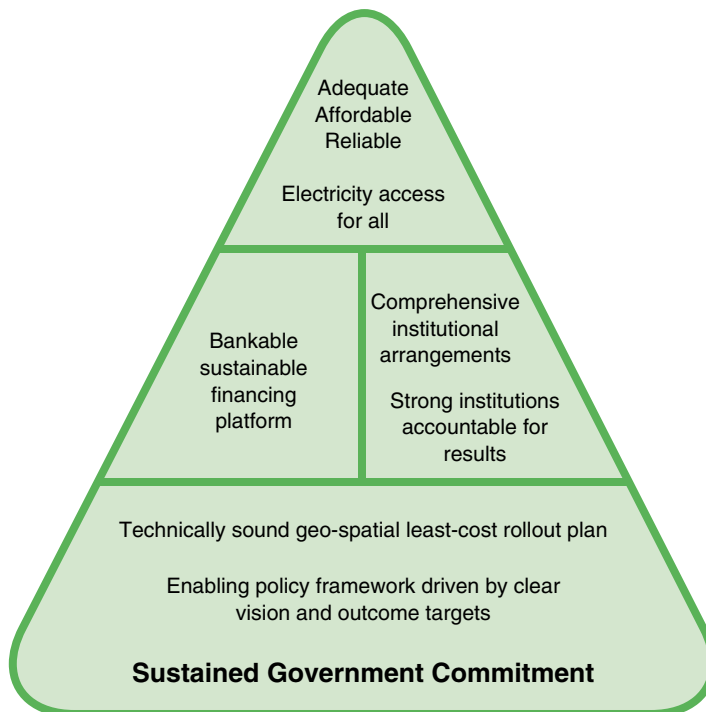 Adequate
Affordable
Reliable
Electricity access
for all
Bankable
sustainable
financing
platform
Comprehensive
institutional
arrangements
Strong institutions
accountable for
results
Technically sound geo-spatial least-cost rollout plan
Enabling policy framework driven by clear
vision and outcome targets
Sustained Government Commitment